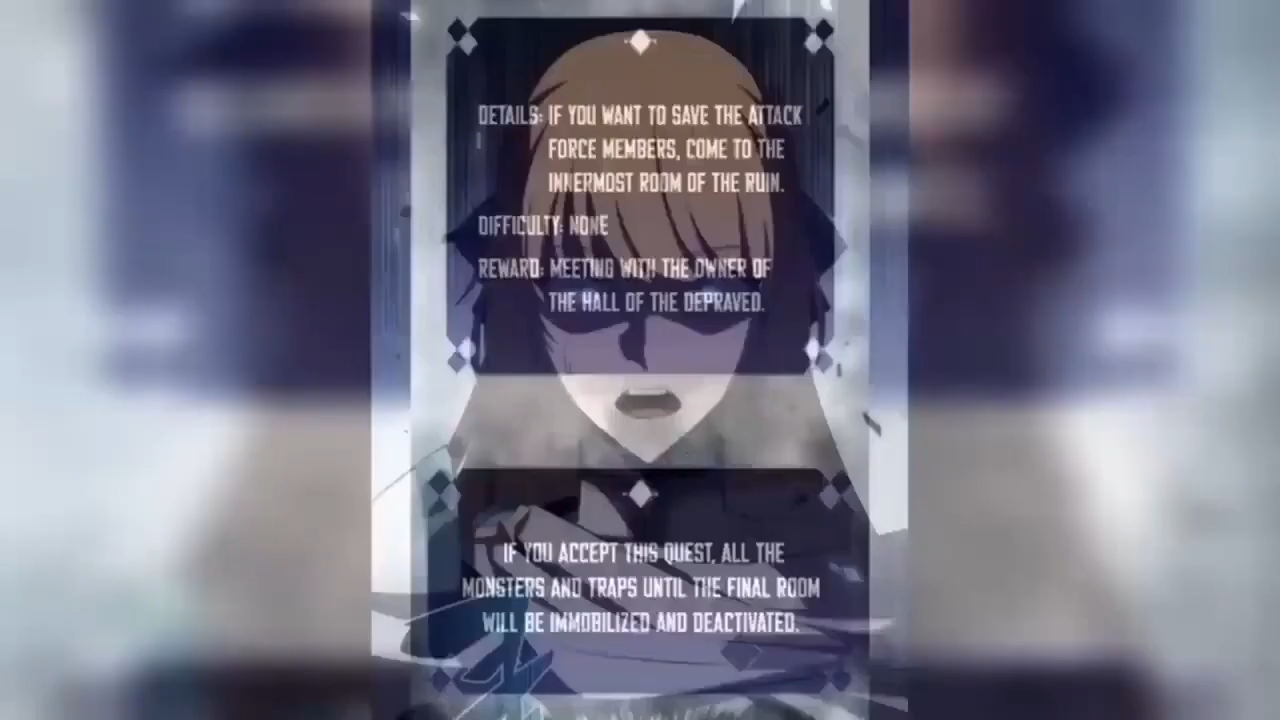 DETAILS: IF YOU WANT TO SAVE THE ATTACK
FORCE MEMBERS, COME TO THE
INNERMOST ROOM OF THE RUIN.
DIFFICULTY: NONE
REWARD: MEETING WITH THE OWNER OF
THE HALL OF THE DEPRAVED.
IF YOU ACCEPT THIS QUEST, ALL THE
MONSTERS AND TRAPS UNTIL THE FINAL ROOM
WILL BE IMMOBILIZED AND DEACTIVATED.